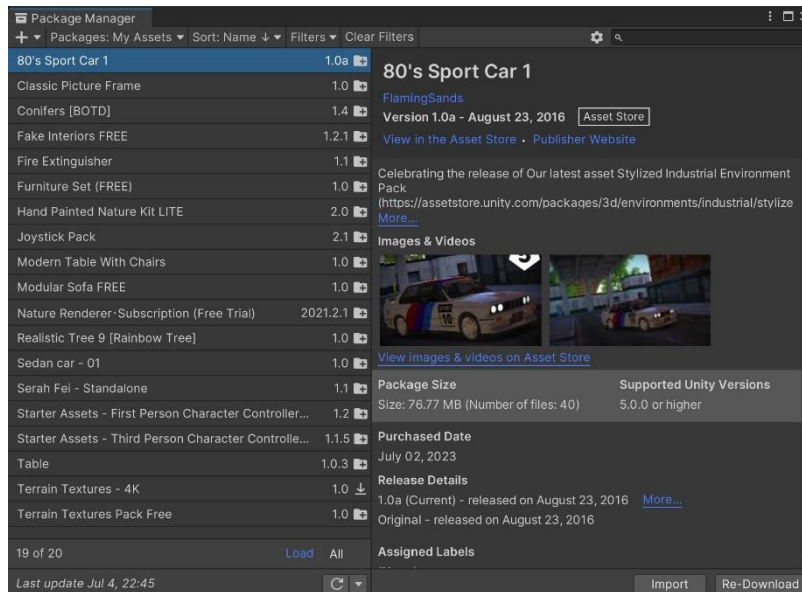 Package Manager
+ Packages: My Assets Sort: Name ↓ Filters Clear Filters
80's Sport Car 1 1.0a
Classic Picture Frame 1.0
Conifers [BOTD] 1.4
Fake Interiors FREE 1.2.1
Fire Extinguisher 1.1
Furniture Set (FREE) 1.0
Hand Painted Nature Kit LITE 2.0
Joystick Pack 2.1
Modern Table With Chairs 1.0
Modular Sofa FREE 1.0
Nature Renderer·Subscription (Free Trial) 2021.2.1
Realistic Tree 9 [Rainbow Tree] 1.0
Sedan car - 01 1.0
Serah Fei - Standalone 1.1
Starter Assets - First Person Character Controller... 1.2
Starter Assets - Third Person Character Controlle... 1.1.5
Table 1.0.3
Terrain Textures - 4K 1.0
Terrain Textures Pack Free 1.0
19 of 20 Load All
Last update Jul 4, 22:45
80's Sport Car 1
FlamingSands
Version 1.0a - August 23, 2016 Asset Store
View in the Asset Store • Publisher Website
Celebrating the release of Our latest asset Stylized Industrial Environment
Pack
(https://assetstore.unity.com/packages/3d/environments/industrial/stylize
More...
Images & Videos
10
View images & videos on Asset Store
Package Size Supported Unity Versions
Size: 76.77 MB (Number of files: 40) 5.0.0 or higher
Purchased Date
July 02, 2023
Release Details
1.0a (Current) - released on August 23, 2016 More...
Original - released on August 23, 2016
Assigned Labels
Import Re-Download